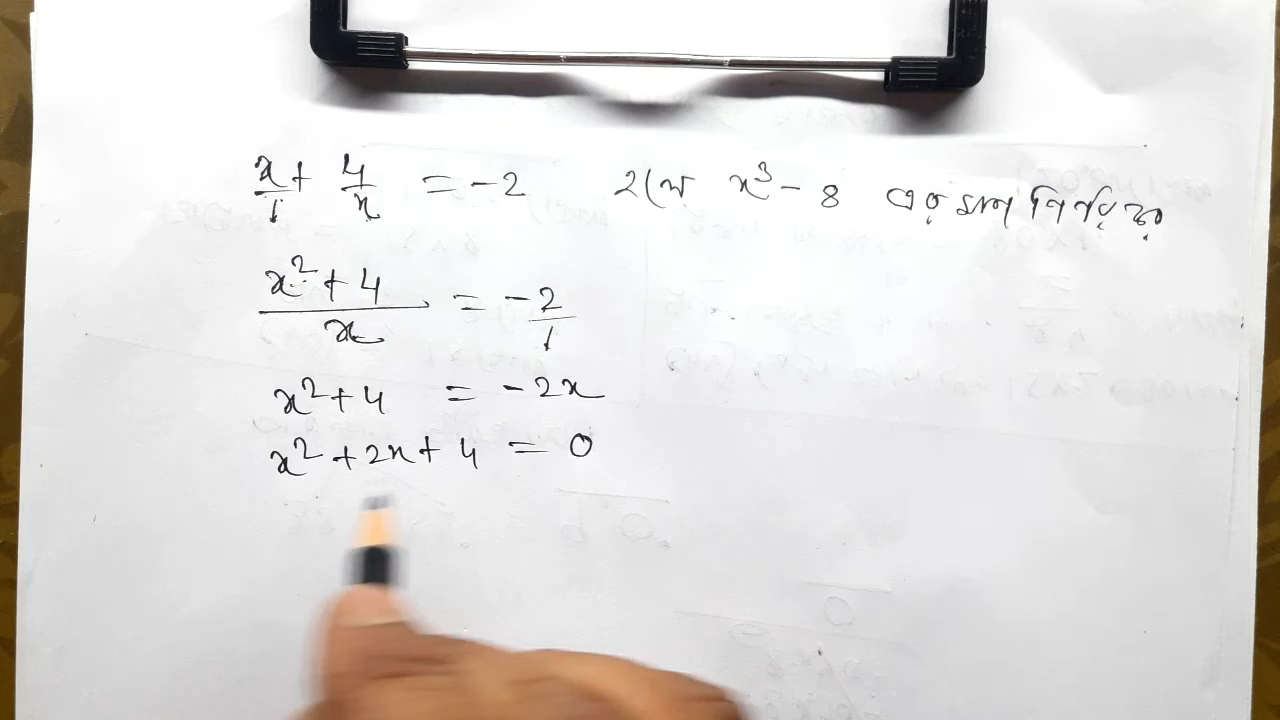 x/1 + 4/x = -2 হলে x³ - 8 এর মান নির্ণয় কর
(x² + 4)/x = -2/1
x² + 4 = -2x
x² + 2x + 4 = 0